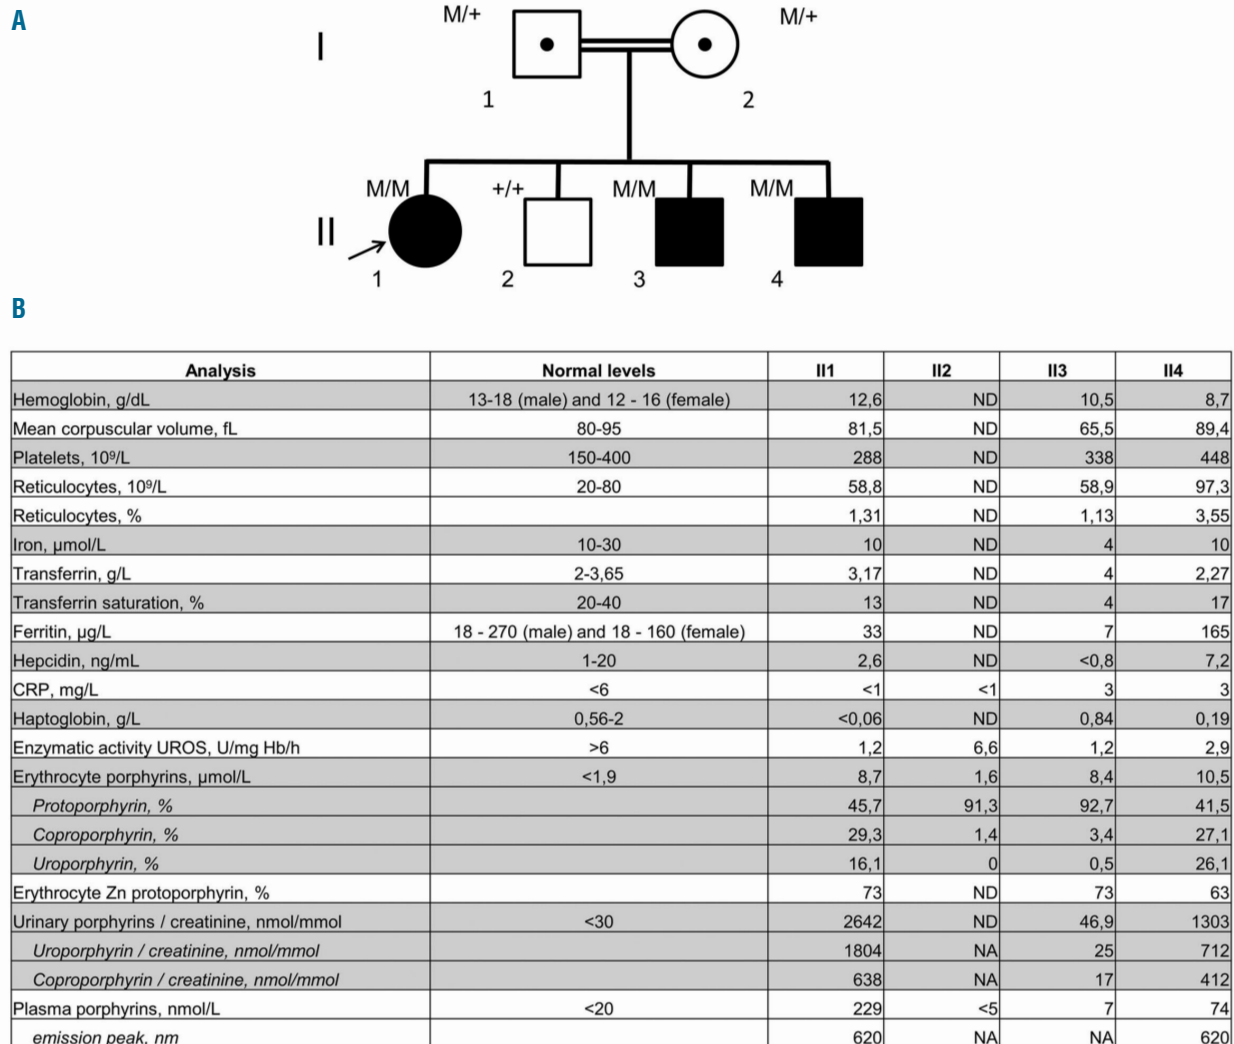 A
M/+
M/+
I
1
2
M/M
+/+
M/M
M/M
II
1
2
3
4
B
Analysis Normal levels II1 II2 II3 II4
Hemoglobin, g/dL 13-18 (male) and 12 - 16 (female) 12,6 ND 10,5 8,7
Mean corpuscular volume, fL 80-95 81,5 ND 65,5 89,4
Platelets, 10⁹/L 150-400 288 ND 338 448
Reticulocytes, 10⁹/L 20-80 58,8 ND 58,9 97,3
Reticulocytes, % 1,31 ND 1,13 3,55
Iron, µmol/L 10-30 10 ND 4 10
Transferrin, g/L 2-3,65 3,17 ND 4 2,27
Transferrin saturation, % 20-40 13 ND 4 17
Ferritin, µg/L 18 - 270 (male) and 18 - 160 (female) 33 ND 7 165
Hepcidin, ng/mL 1-20 2,6 ND <0,8 7,2
CRP, mg/L <6 <1 <1 3 3
Haptoglobin, g/L 0,56-2 <0,06 ND 0,84 0,19
Enzymatic activity UROS, U/mg Hb/h >6 1,2 6,6 1,2 2,9
Erythrocyte porphyrins, µmol/L <1,9 8,7 1,6 8,4 10,5
Protoporphyrin, % 45,7 91,3 92,7 41,5
Coproporphyrin, % 29,3 1,4 3,4 27,1
Uroporphyrin, % 16,1 0 0,5 26,1
Erythrocyte Zn protoporphyrin, % 73 ND 73 63
Urinary porphyrins / creatinine, nmol/mmol <30 2642 ND 46,9 1303
Uroporphyrin / creatinine, nmol/mmol 1804 NA 25 712
Coproporphyrin / creatinine, nmol/mmol 638 NA 17 412
Plasma porphyrins, nmol/L <20 229 <5 7 74
emission peak, nm 620 NA NA 620